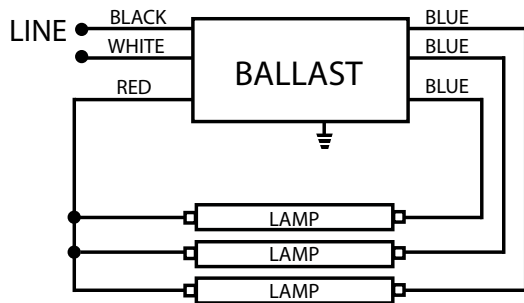 LINE
BLACK
WHITE
RED
BALLAST
BLUE
BLUE
BLUE
LAMP
LAMP
LAMP